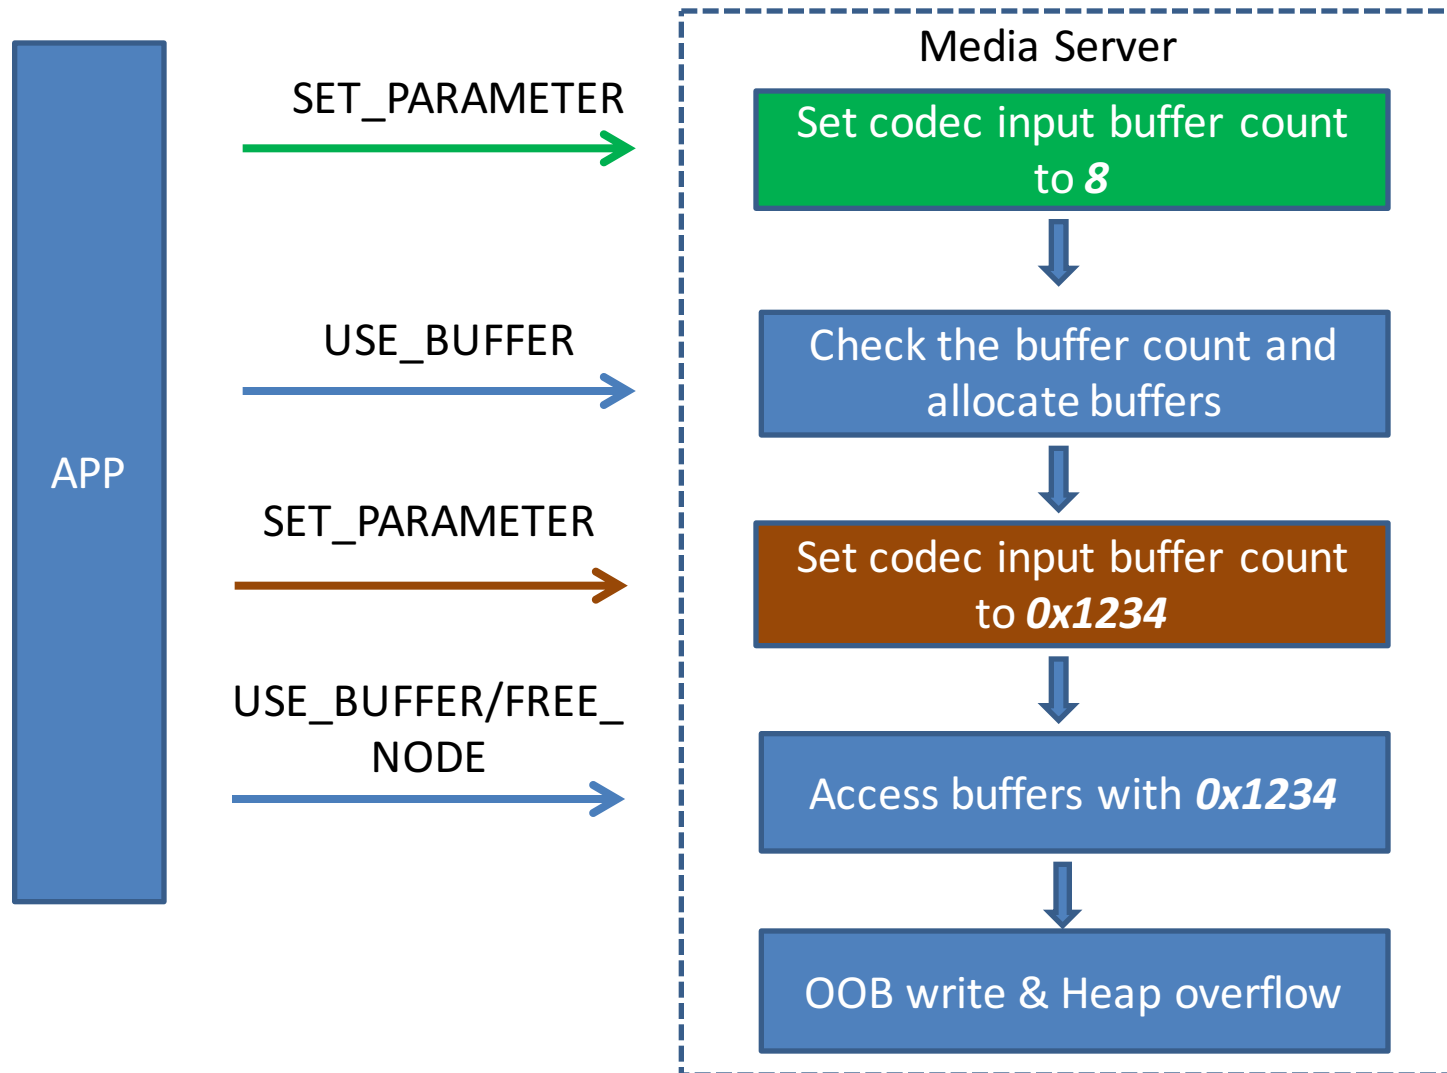 Media Server
SET_PARAMETER
Set codec input buffer count
to 8
USE_BUFFER
Check the buffer count and
allocate buffers
APP
SET_PARAMETER
Set codec input buffer count
to 0x1234
USE_BUFFER/FREE_
NODE
Access buffers with 0x1234
OOB write & Heap overflow